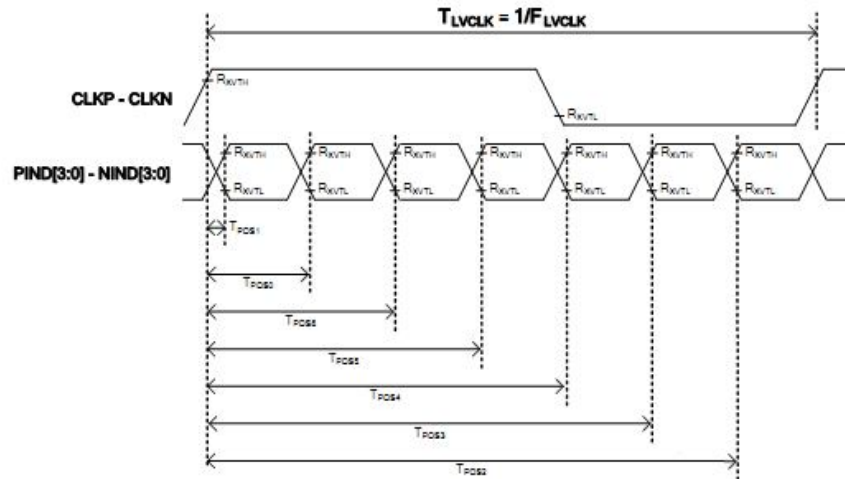 TLVCLK = 1/FLVCLK
RXVTH
CLKP - CLKN
RXVTL
RXVTH RXVTH RXVTH RXVTH RXVTH RXVTH RXVTH
PIND[3:0] - NIND[3:0]
RXVTL RXVTL RXVTL RXVTL RXVTL RXVTL RXVTL
TPOS1
TPOS0
TPOS6
TPOS5
TPOS4
TPOS3
TPOS2